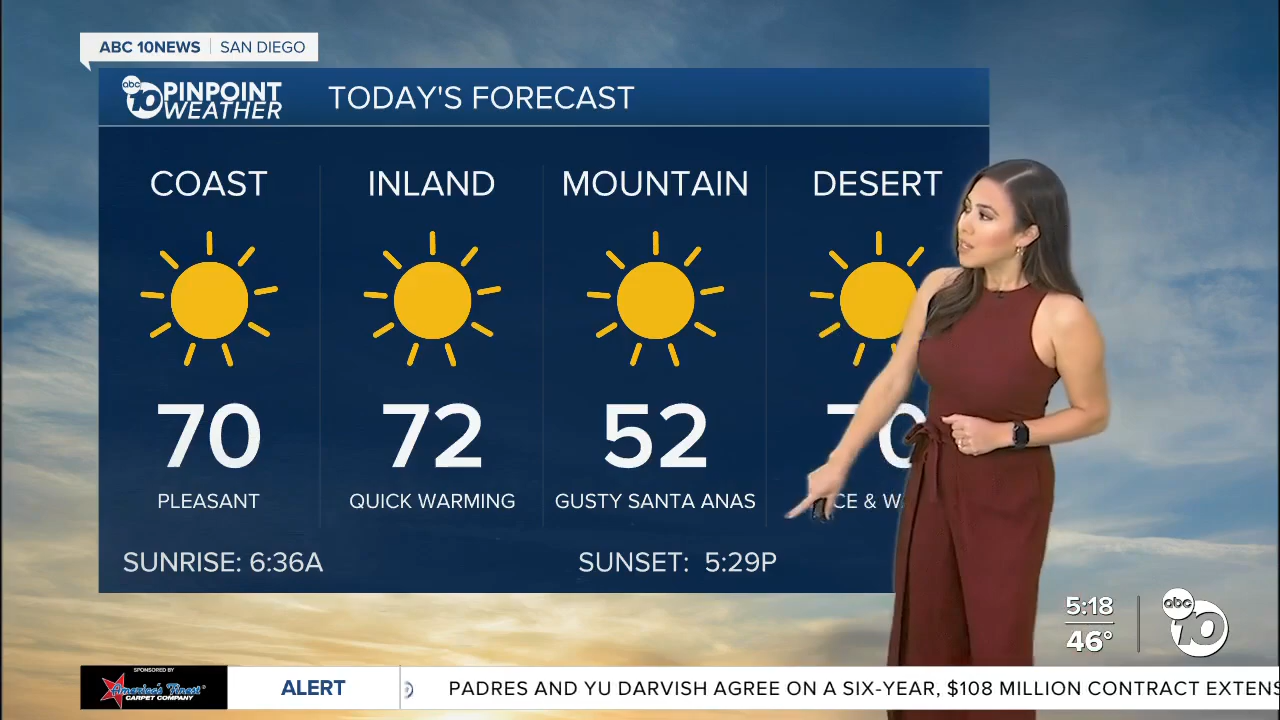 ABC 10NEWS | SAN DIEGO
abc 10 PINPOINT WEATHER
TODAY'S FORECAST
COAST INLAND MOUNTAIN DESERT
70 72 52 70
PLEASANT QUICK WARMING GUSTY SANTA ANAS CE & W
SUNRISE: 6:36A SUNSET: 5:29P
5:18
46°
abc 10
SPONSORED BY
America's Finest
CARPET COMPANY
ALERT
PADRES AND YU DARVISH AGREE ON A SIX-YEAR, $108 MILLION CONTRACT EXTENS